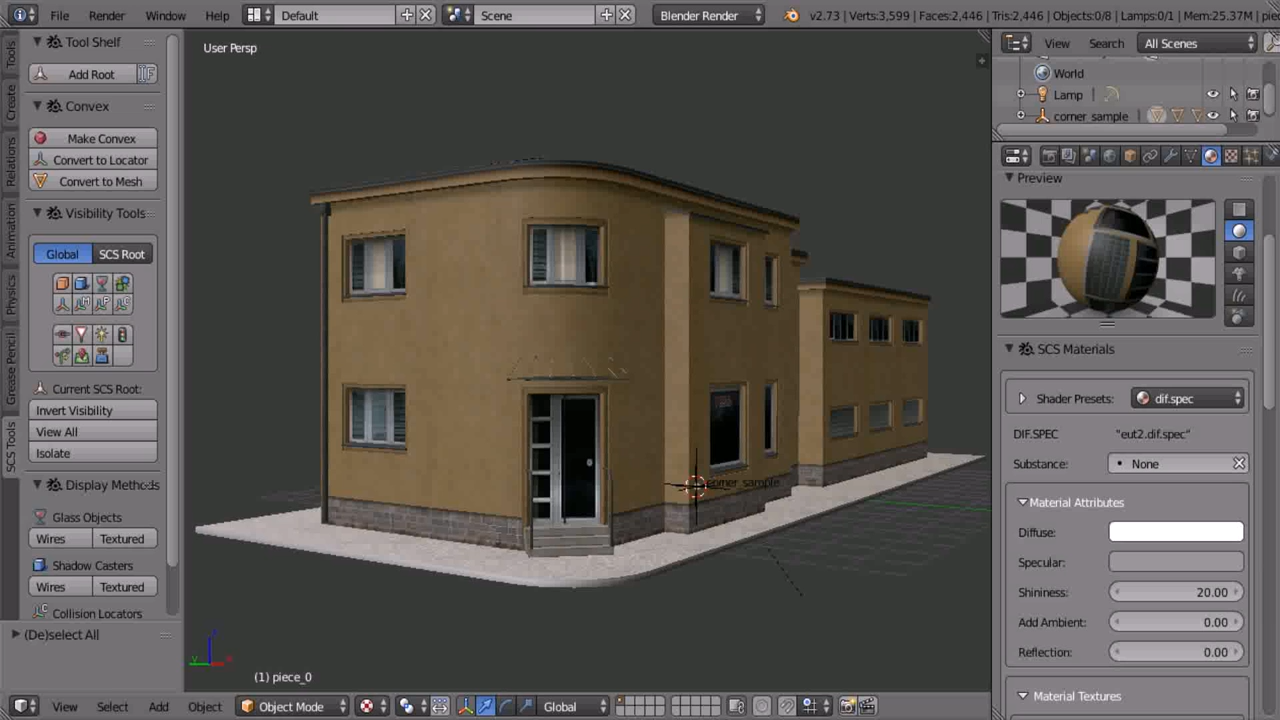 File Render Window Help Default Scene Blender Render v2.73 | Verts:3,599 | Faces:2,446 | Tris:2,446 | Objects:0/8 | Lamps:0/1 | Mem:25.37M |
Tools
Create
Relations
Animation
Physics
Grease Pencil
SCS Tools
Tool Shelf
Add Root
Convex
Make Convex
Convert to Locator
Convert to Mesh
Visibility Tools
Global SCS Root
Current SCS Root:
Invert Visibility
View All
Isolate
Display Methods
Glass Objects
Wires Textured
Shadow Casters
Wires Textured
Collision Locators
(De)select All
User Persp
corner_sample
(1) piece_0
View Select Add Object Object Mode Global
View Search All Scenes
World
Lamp
corner_sample
Preview
SCS Materials
Shader Presets: dif.spec
DIF.SPEC "eut2.dif.spec"
Substance: None
Material Attributes
Diffuse:
Specular:
Shininess: 20.00
Add Ambient: 0.00
Reflection: 0.00
Material Textures